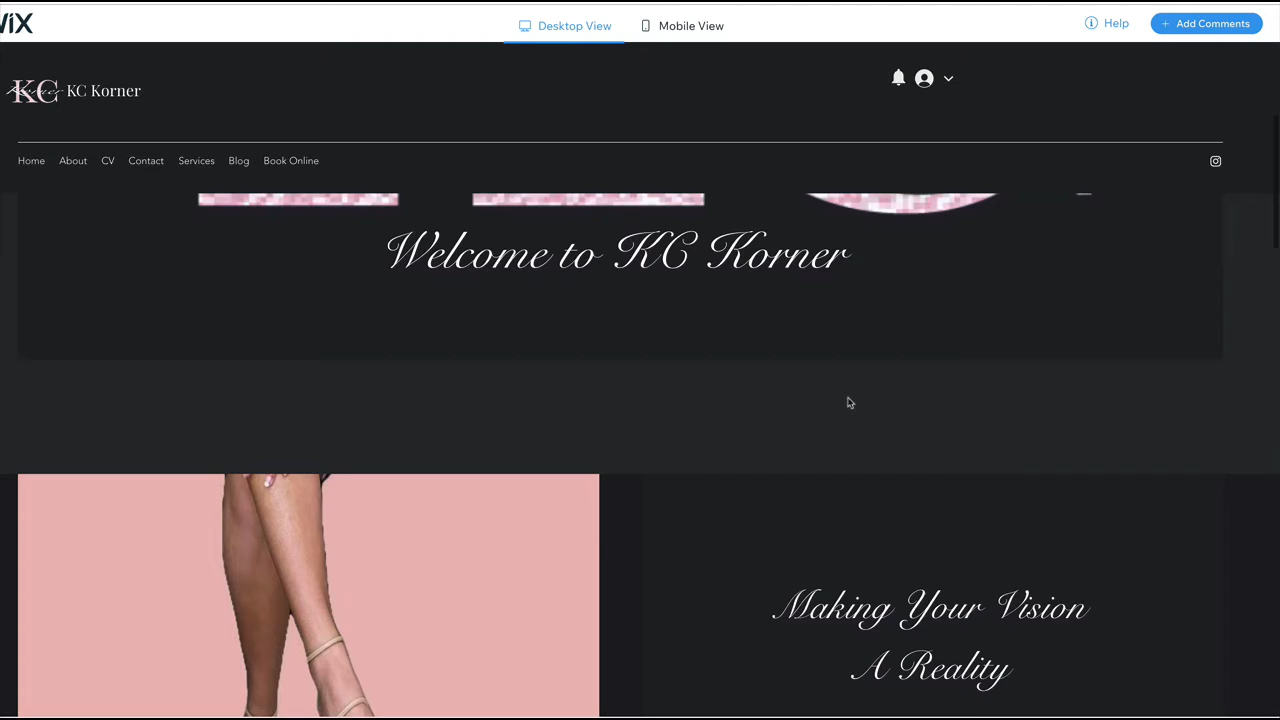 WiX
Desktop View
Mobile View
Help
+ Add Comments
KC
KC Korner
Home
About
CV
Contact
Services
Blog
Book Online
Welcome to KC Korner
Making Your Vision
A Reality